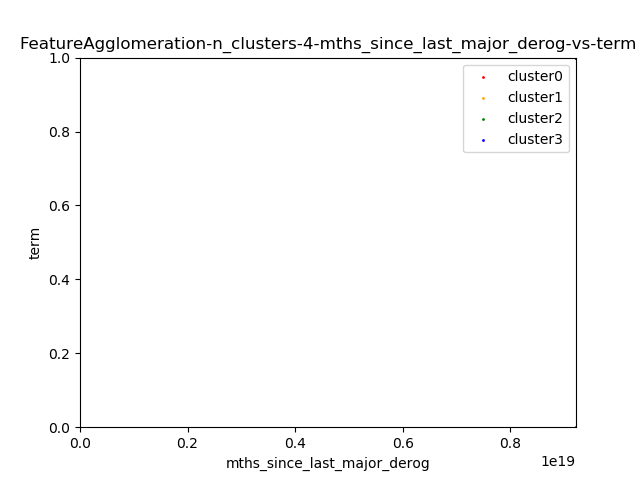 FeatureAgglomeration-n_clusters-4-mths_since_last_major_derog-vs-term
1.0
0.8
0.6
0.4
0.2
0.0
term
cluster0
cluster1
cluster2
cluster3
0.0 0.2 0.4 0.6 0.8
1e19
mths_since_last_major_derog